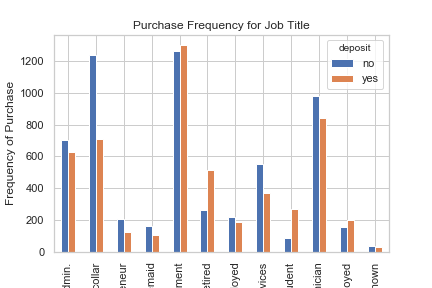 Purchase Frequency for Job Title
deposit
no
yes
Frequency of Purchase
1200
1000
800
600
400
200
0
dmin.
collar
eneur
maid
ment
etired
oyed
vices
udent
nician
oyed
nown